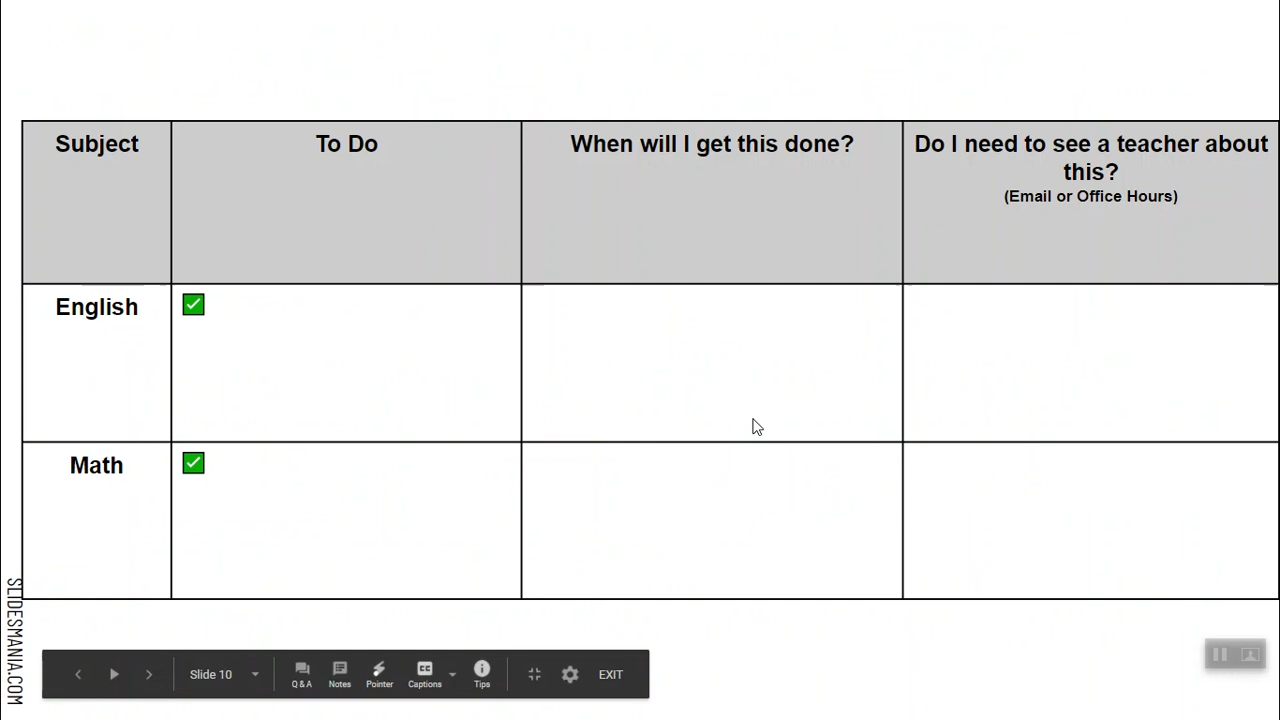 Subject
To Do
When will I get this done?
Do I need to see a teacher about
this?
(Email or Office Hours)
English
Math
SLIDESMANIA.COM
Slide 10
Q & A
Notes
Pointer
CC
Captions
Tips
EXIT